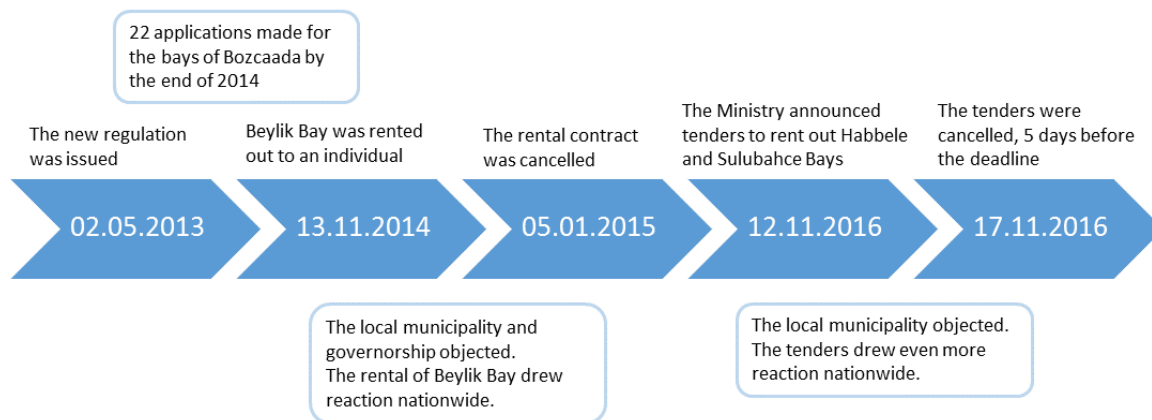 22 applications made for
the bays of Bozcaada by
the end of 2014
The new regulation
was issued
Beylik Bay was rented
out to an individual
The rental contract
was cancelled
The Ministry announced
tenders to rent out Habbele
and Sulubahce Bays
The tenders were
cancelled, 5 days before
the deadline
02.05.2013
13.11.2014
05.01.2015
12.11.2016
17.11.2016
The local municipality and
governorship objected.
The rental of Beylik Bay drew
reaction nationwide.
The local municipality objected.
The tenders drew even more
reaction nationwide.